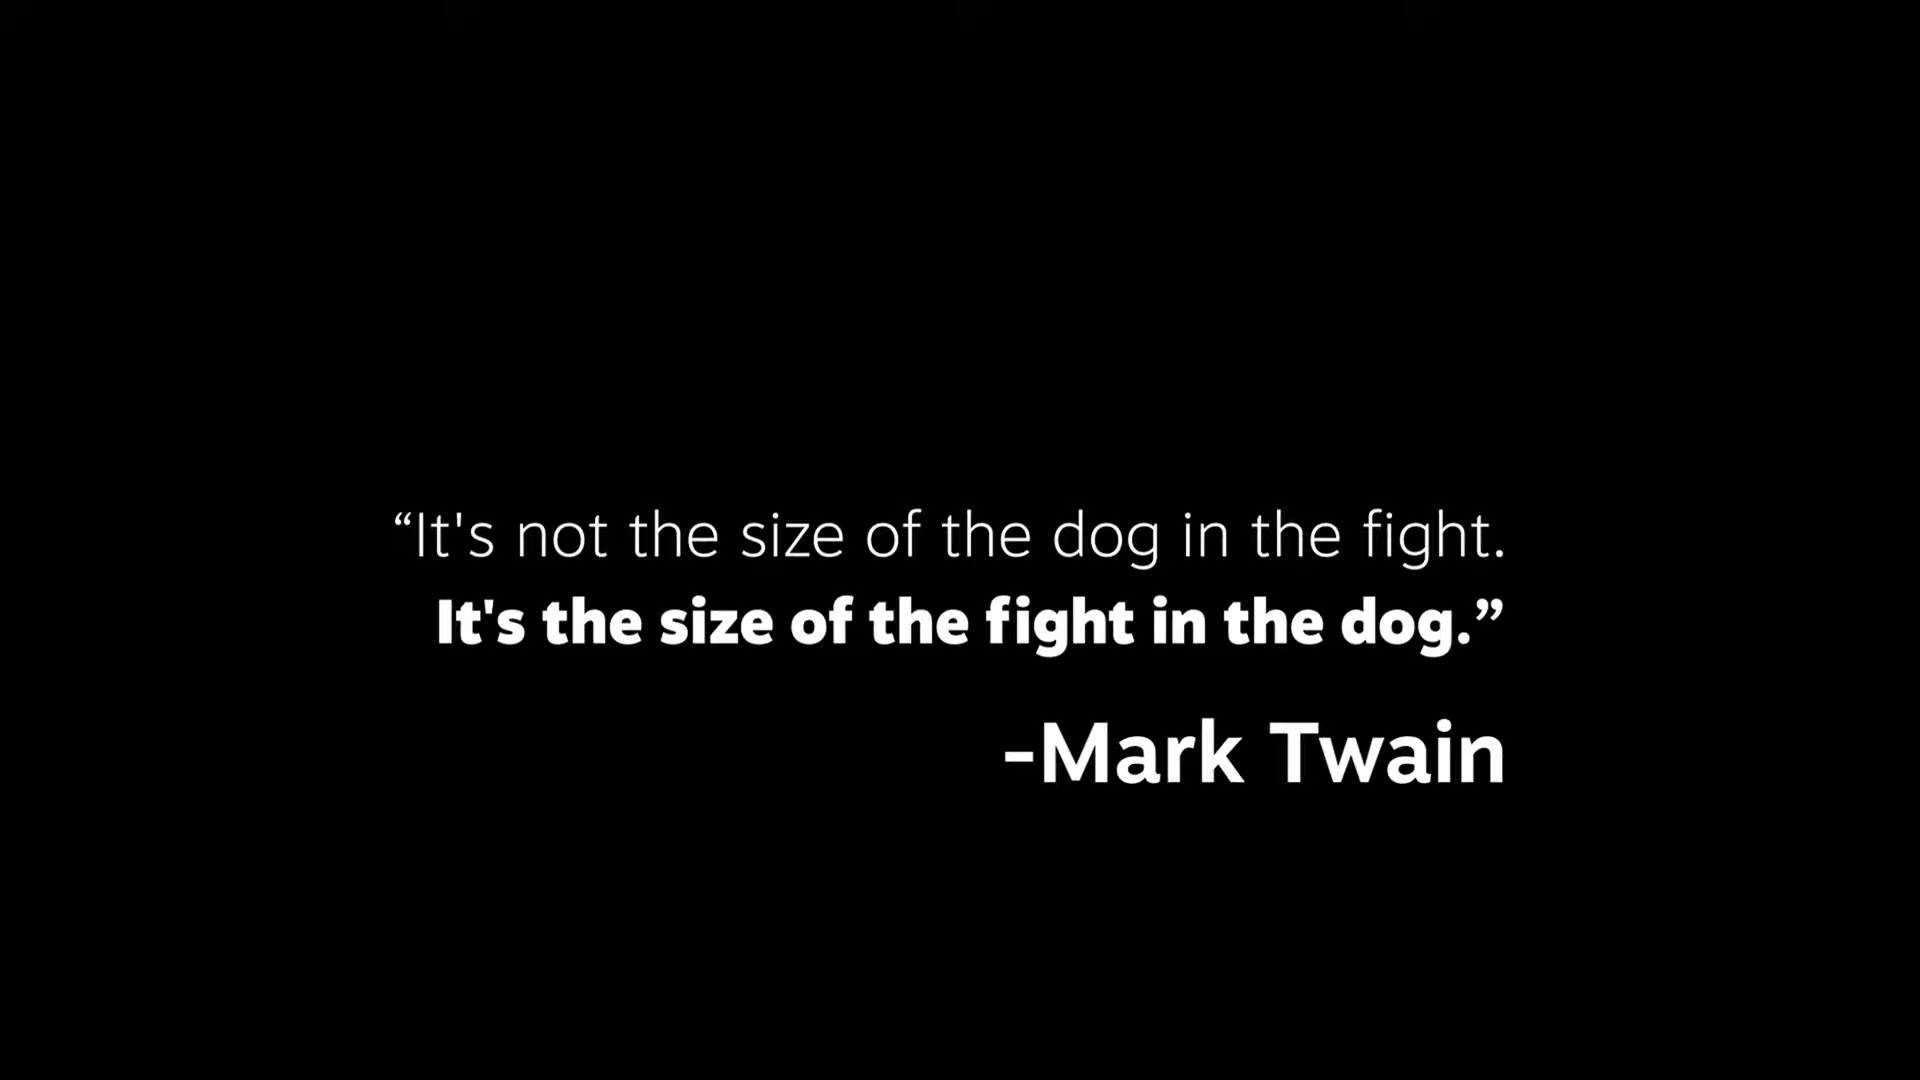 “It's not the size of the dog in the fight.
It's the size of the fight in the dog.”
-Mark Twain